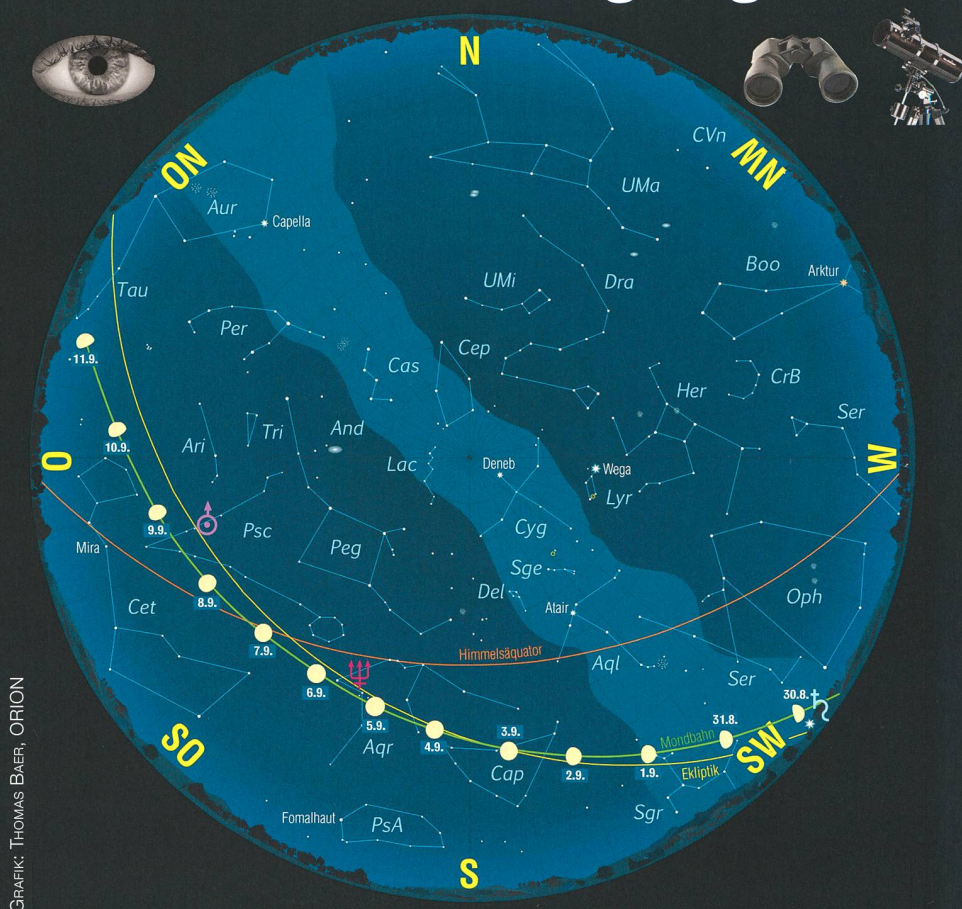 N
NO
NW
CVn
UMa
Aur
Capella
Boo
Arktur
UMi
Dra
Tau
Per
Cep
Cas
11.9.
Her
CrB
Ser
And
Tri
Ari
10.9.
O
W
Lac
Deneb
Wega
Lyr
9.9.
Psc
Cyg
Mira
Peg
Sge
Del
8.9.
Cet
Atair
Oph
7.9.
Himmelsäquator
Aql
Ser
6.9.
30.8.
5.9.
31.8.
3.9.
4.9.
Mondbahn
SW
SO
Aqr
Cap
2.9.
1.9.
Ekliptik
Sgr
Fomalhaut
PsA
S
GRAFIK: THOMAS BAER, ORION